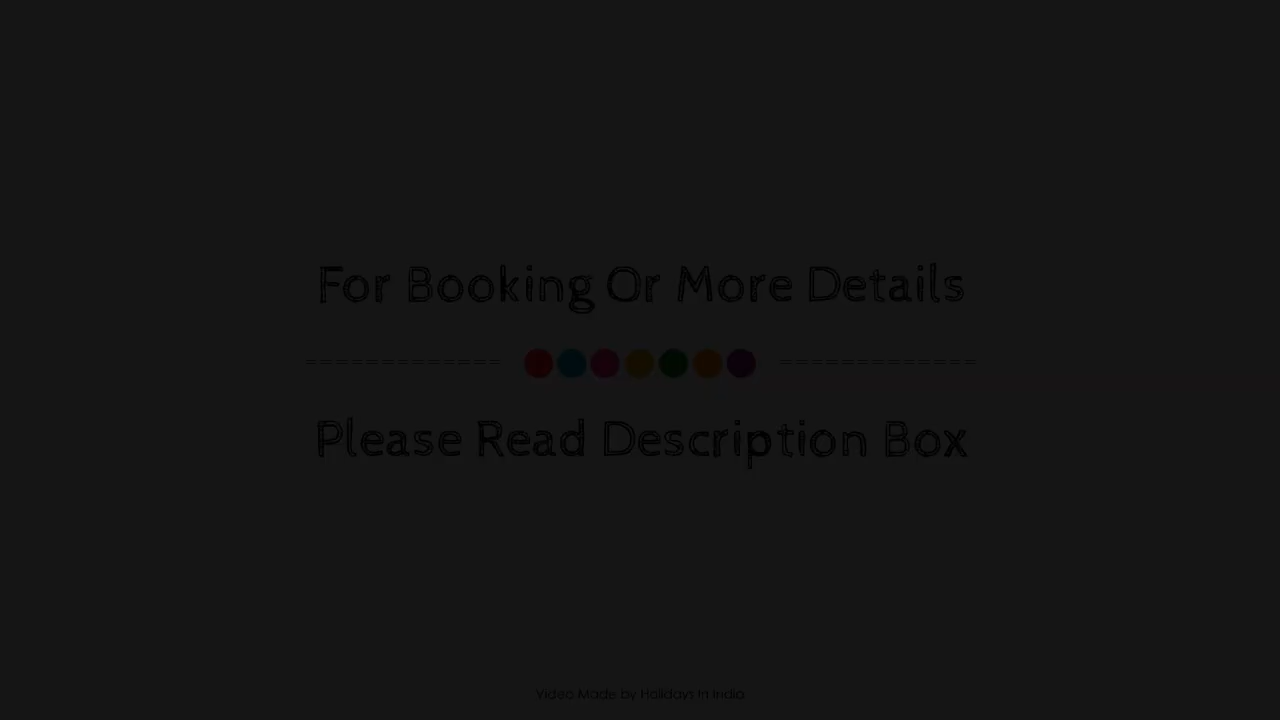 For Booking Or More Details
Please Read Description Box
Video Made by Holidays In India